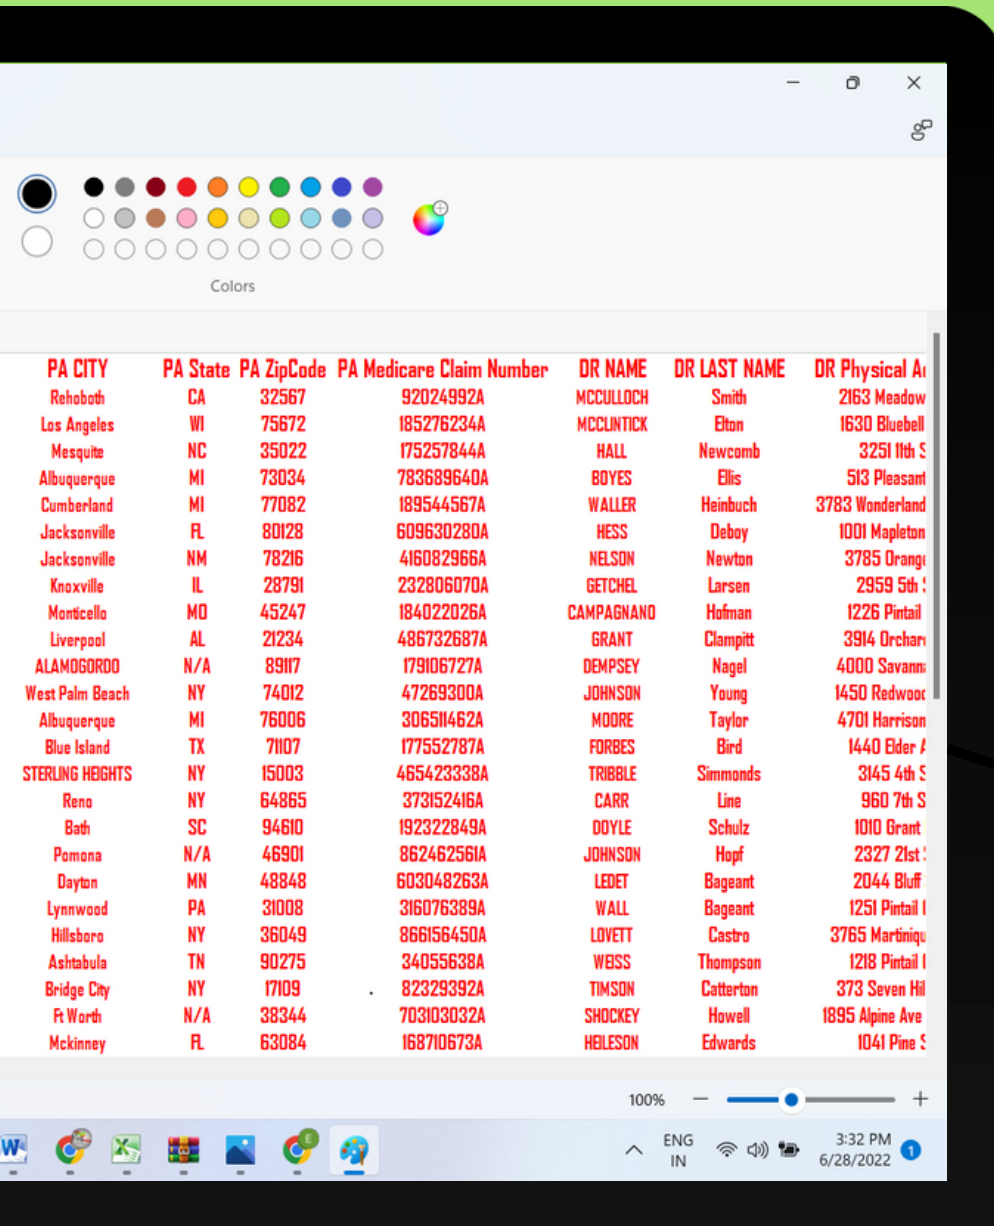 Colors
PA CITY PA State PA ZipCode PA Medicare Claim Number DR NAME DR LAST NAME DR Physical
Rehoboth CA 32567 92024992A MCCULLOCH Smith 2163 Meadow
Los Angeles WI 75672 185276234A MCCLINTICK Elton 1630 Bluebell
Mesquite NC 35022 175257844A HALL Newcomb 3251 11th S
Albuquerque MI 73034 783689640A BOYES Ellis 513 Pleasant
Cumberland MI 77082 189544567A WALLER Heinbuch 3783 Wonderland
Jacksonville FL 80128 609630280A HESS Deboy 1001 Mapleton
Jacksonville NM 78216 416082966A NELSON Newton 3785 Orang
Knoxville IL 28791 232806070A GETCHEL Larsen 2959 5th
Monticello MO 45247 184022026A CAMPAGNANO Hofman 1226 Pintail
Liverpool AL 21234 486732687A GRANT Clampitt 3914 Orchar
ALAMOGORDO N/A 89117 179106727A DEMPSEY Nagel 4000 Savann
West Palm Beach NY 74012 47269300A JOHNSON Young 1450 Redwood
Albuquerque MI 76006 306511462A MOORE Taylor 4701 Harrison
Blue Island TX 71107 177552787A FORBES Bird 1440 Elder A
STERLING HEIGHTS NY 15003 465423338A TRIBBLE Simmonds 3145 4th S
Reno NY 64865 373152416A CARR Line 960 7th S
Bath SC 94610 192322849A DOYLE Schulz 1010 Grant
Pomona N/A 46901 862462561A JOHNSON Hopf 2327 21st
Dayton MN 48848 603048263A LEDET Bageant 2044 Bluff
Lynnwood PA 31008 316076389A WALL Bageant 1251 Pintail
Hillsboro NY 36049 866156450A LOVETT Castro 3765 Martiniqu
Ashtabula TN 90275 34055638A WEISS Thompson 1218 Pintail
Bridge City NY 17109 82329392A TIMSON Catterton 373 Seven Hil
Ft Worth N/A 38344 703103032A SHOCKEY Howell 1895 Alpine Ave
Mckinney FL 63084 168710673A HEILESON Edwards 1041 Pine S
100%
ENG 3:32 PM
IN 6/28/2022 1